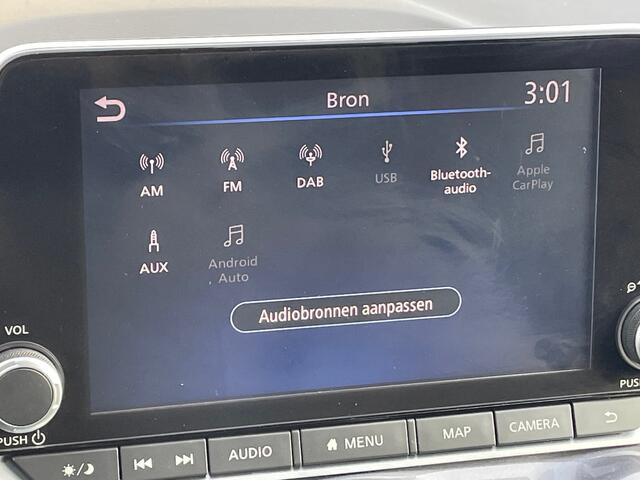 Bron
3:01
AM
FM
DAB
USB
Bluetooth-
audio
Apple
CarPlay
AUX
Android
Auto
Audiobronnen aanpassen
VOL
PUSH
PUSH
AUDIO
MENU
MAP
CAMERA